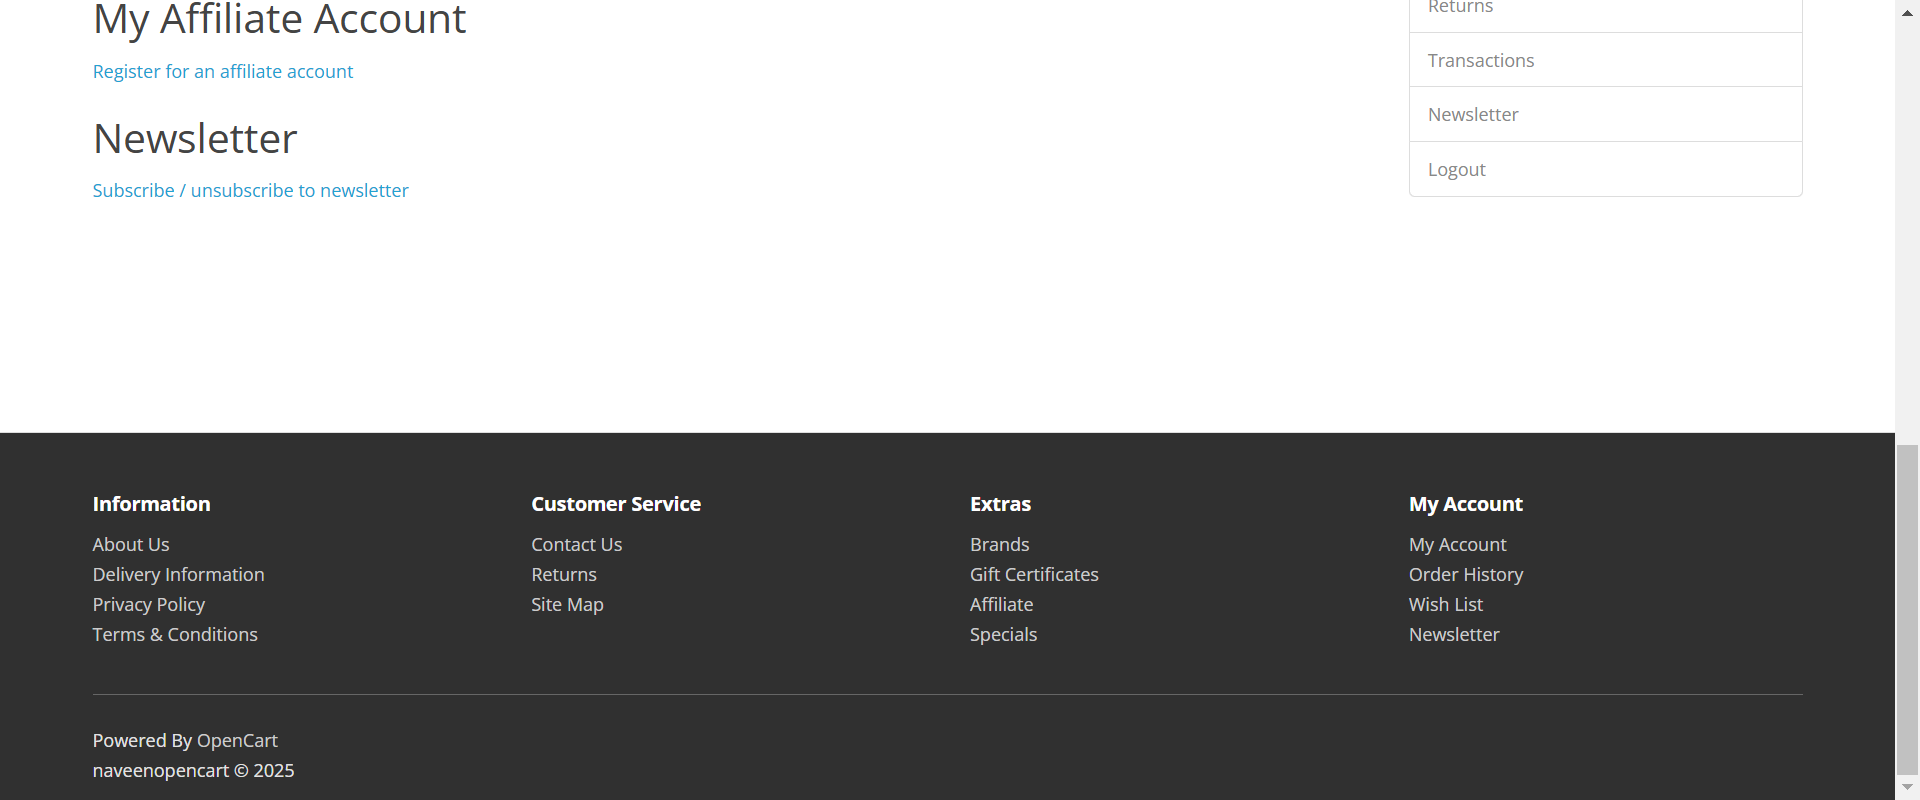 My Affiliate Account
Register for an affiliate account
Newsletter
Subscribe / unsubscribe to newsletter
Returns
Transactions
Newsletter
Logout
Information
About Us
Delivery Information
Privacy Policy
Terms & Conditions
Customer Service
Contact Us
Returns
Site Map
Extras
Brands
Gift Certificates
Affiliate
Specials
My Account
My Account
Order History
Wish List
Newsletter
Powered By OpenCart
naveenopencart © 2025